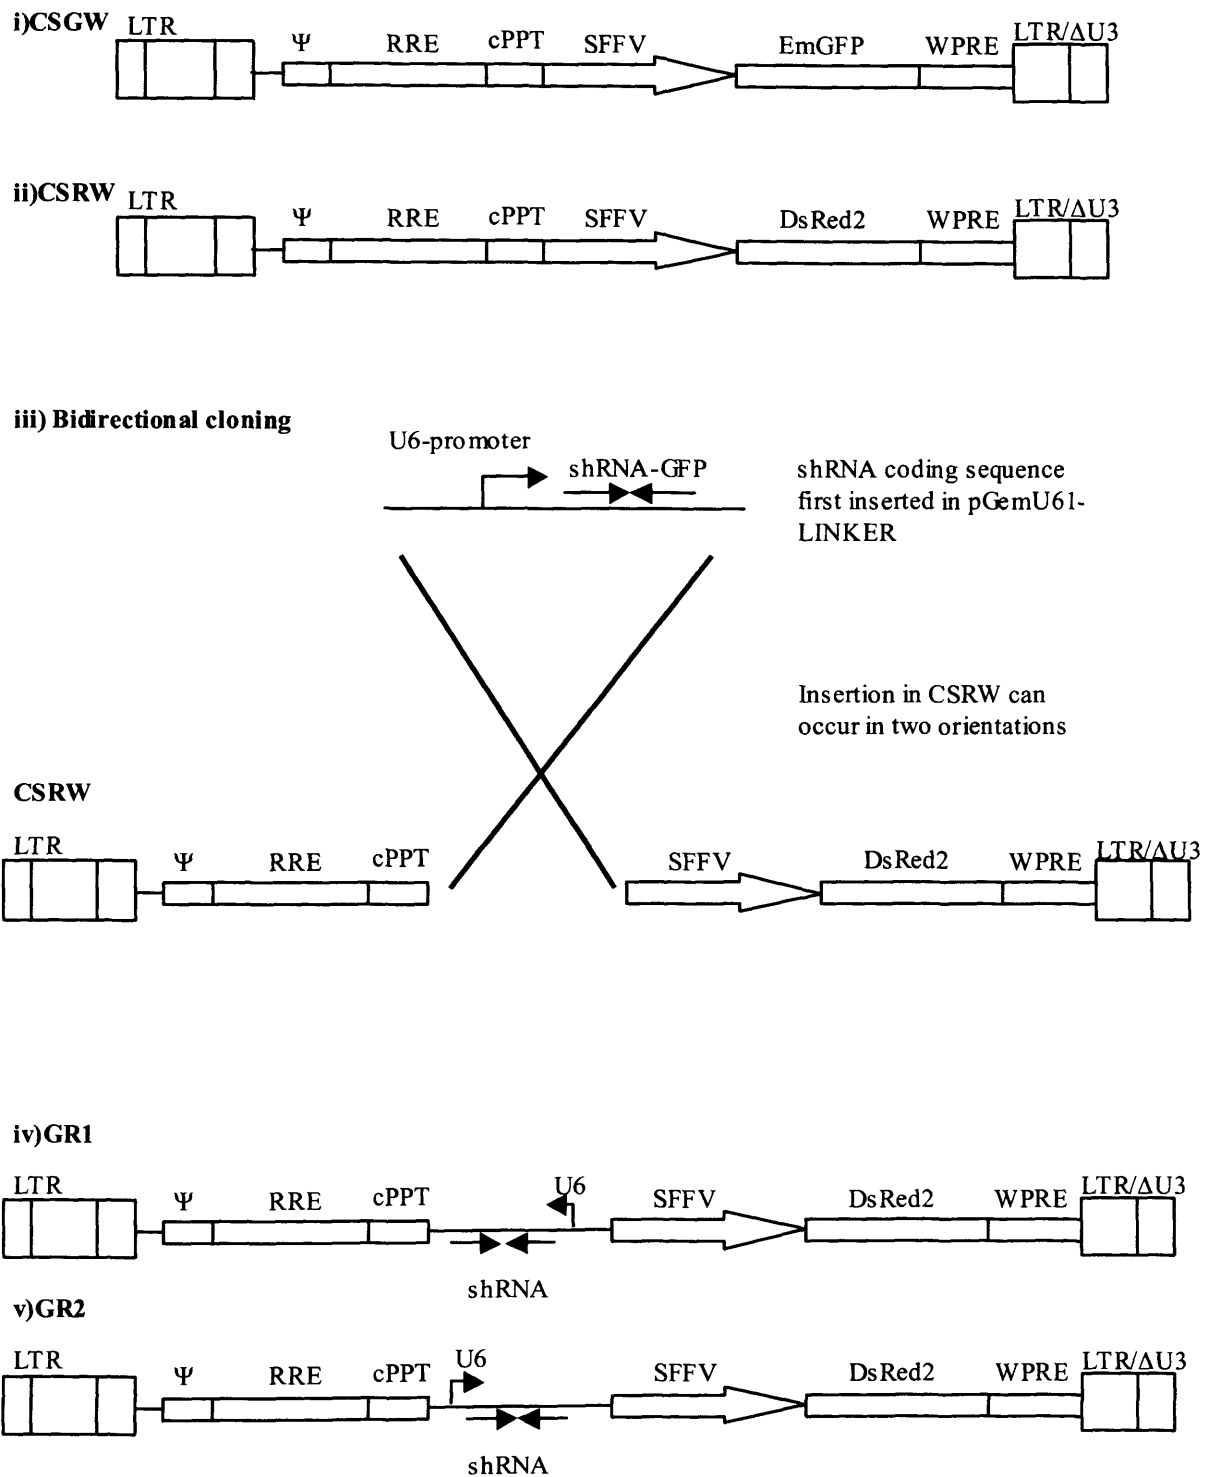 i)CSGW
LTR Ψ RRE cPPT SFFV EmGFP WPRE LTR/ΔU3
ii)CSRW
LTR Ψ RRE cPPT SFFV DsRed2 WPRE LTR/ΔU3
iii) Bidirectional cloning
U6-promoter
shRNA-GFP
shRNA coding sequence
first inserted in pGemU61-
LINKER
Insertion in CSRW can
occur in two orientations
CSRW
LTR Ψ RRE cPPT SFFV DsRed2 WPRE LTR/ΔU3
iv)GR1
LTR Ψ RRE cPPT U6 SFFV DsRed2 WPRE LTR/ΔU3
shRNA
v)GR2
LTR Ψ RRE cPPT U6 SFFV DsRed2 WPRE LTR/ΔU3
shRNA